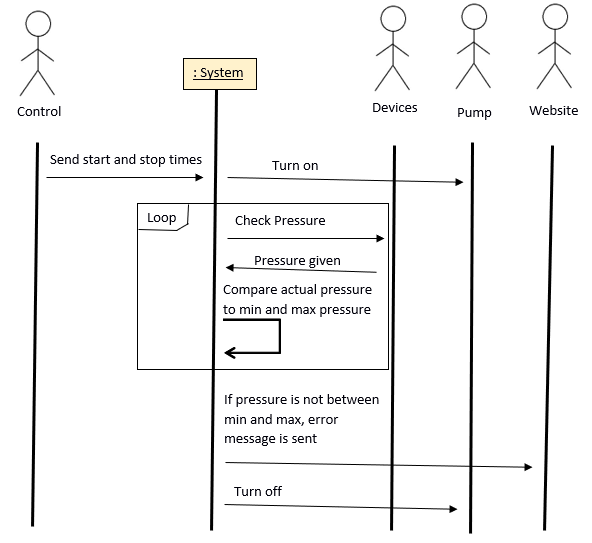 : System
Control
Devices
Pump
Website
Send start and stop times
Turn on
Loop
Check Pressure
Pressure given
Compare actual pressure
to min and max pressure
If pressure is not between
min and max, error
message is sent
Turn off